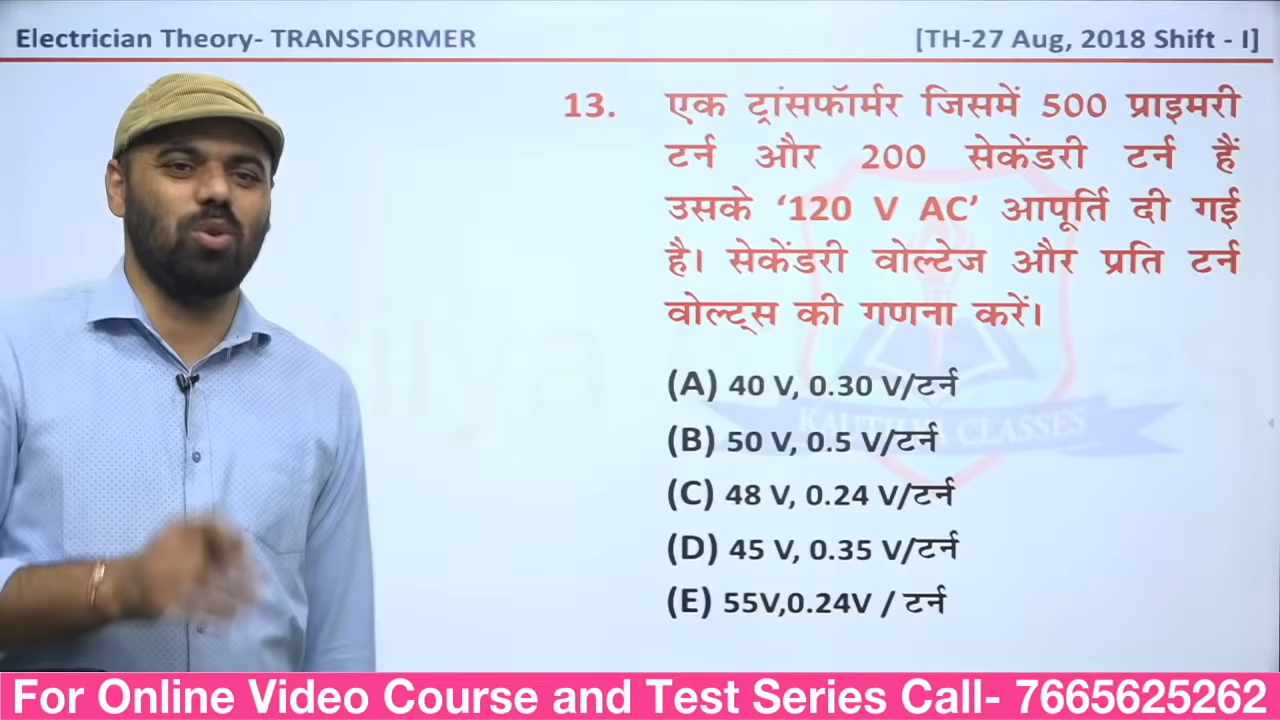 Electrician Theory- TRANSFORMER
[TH-27 Aug, 2018 Shift - I]
13. एक ट्रांसफॉर्मर जिसमें 500 प्राइमरी
टर्न और 200 सेकेंडरी टर्न हैं
उसके ‘120 V AC’ आपूर्ति दी गई
है। सेकेंडरी वोल्टेज और प्रति टर्न
वोल्ट्स की गणना करें।
(A) 40 V, 0.30 V/टर्न
(B) 50 V, 0.5 V/टर्न
KAUTILYA CLASSES
(C) 48 V, 0.24 V/टर्न
(D) 45 V, 0.35 V/टर्न
(E) 55V,0.24V / टर्न
For Online Video Course and Test Series Call- 7665625262